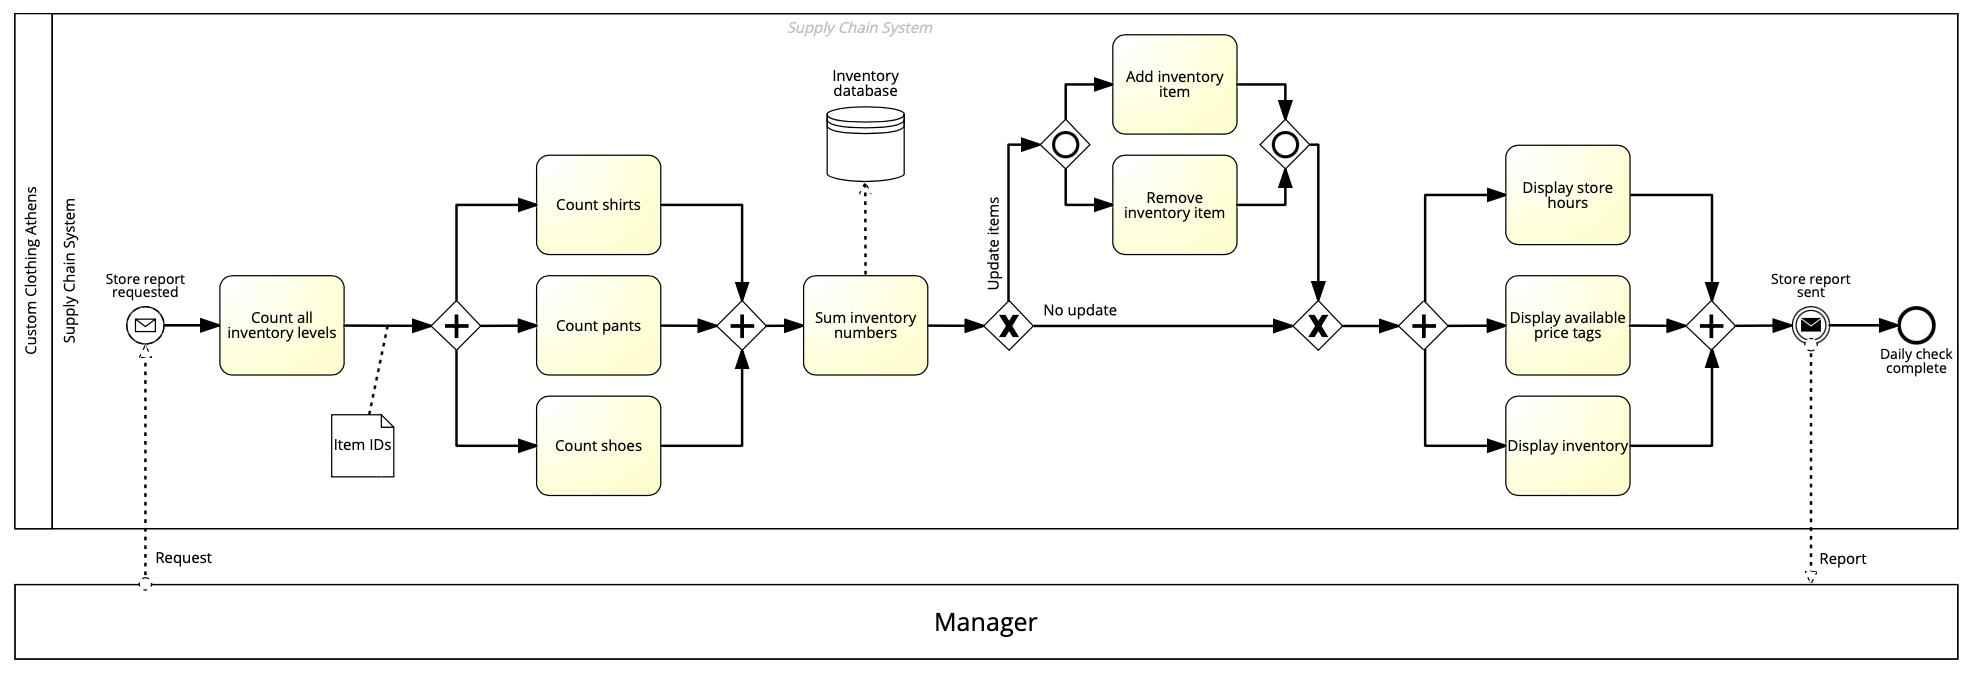 Supply Chain System
Custom Clothing Athens
Supply Chain System
Store report
requested
Count all
inventory levels
Item IDs
Count shirts
Count pants
Count shoes
Inventory
database
Sum inventory
numbers
Update items
No update
Add inventory
item
Remove
inventory item
Display store
hours
Display available
price tags
Display inventory
Store report
sent
Daily check
complete
Request
Report
Manager